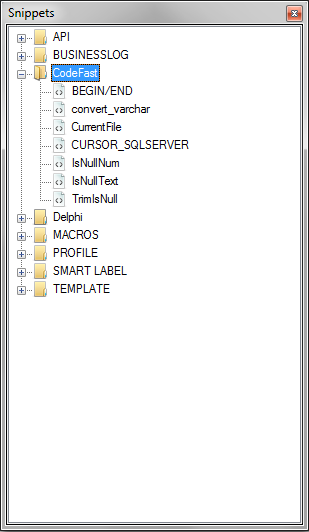 Snippets
API
BUSINESSLOG
CodeFast
BEGIN/END
convert_varchar
CurrentFile
CURSOR_SQLSERVER
IsNullNum
IsNullText
TrimIsNull
Delphi
MACROS
PROFILE
SMART LABEL
TEMPLATE